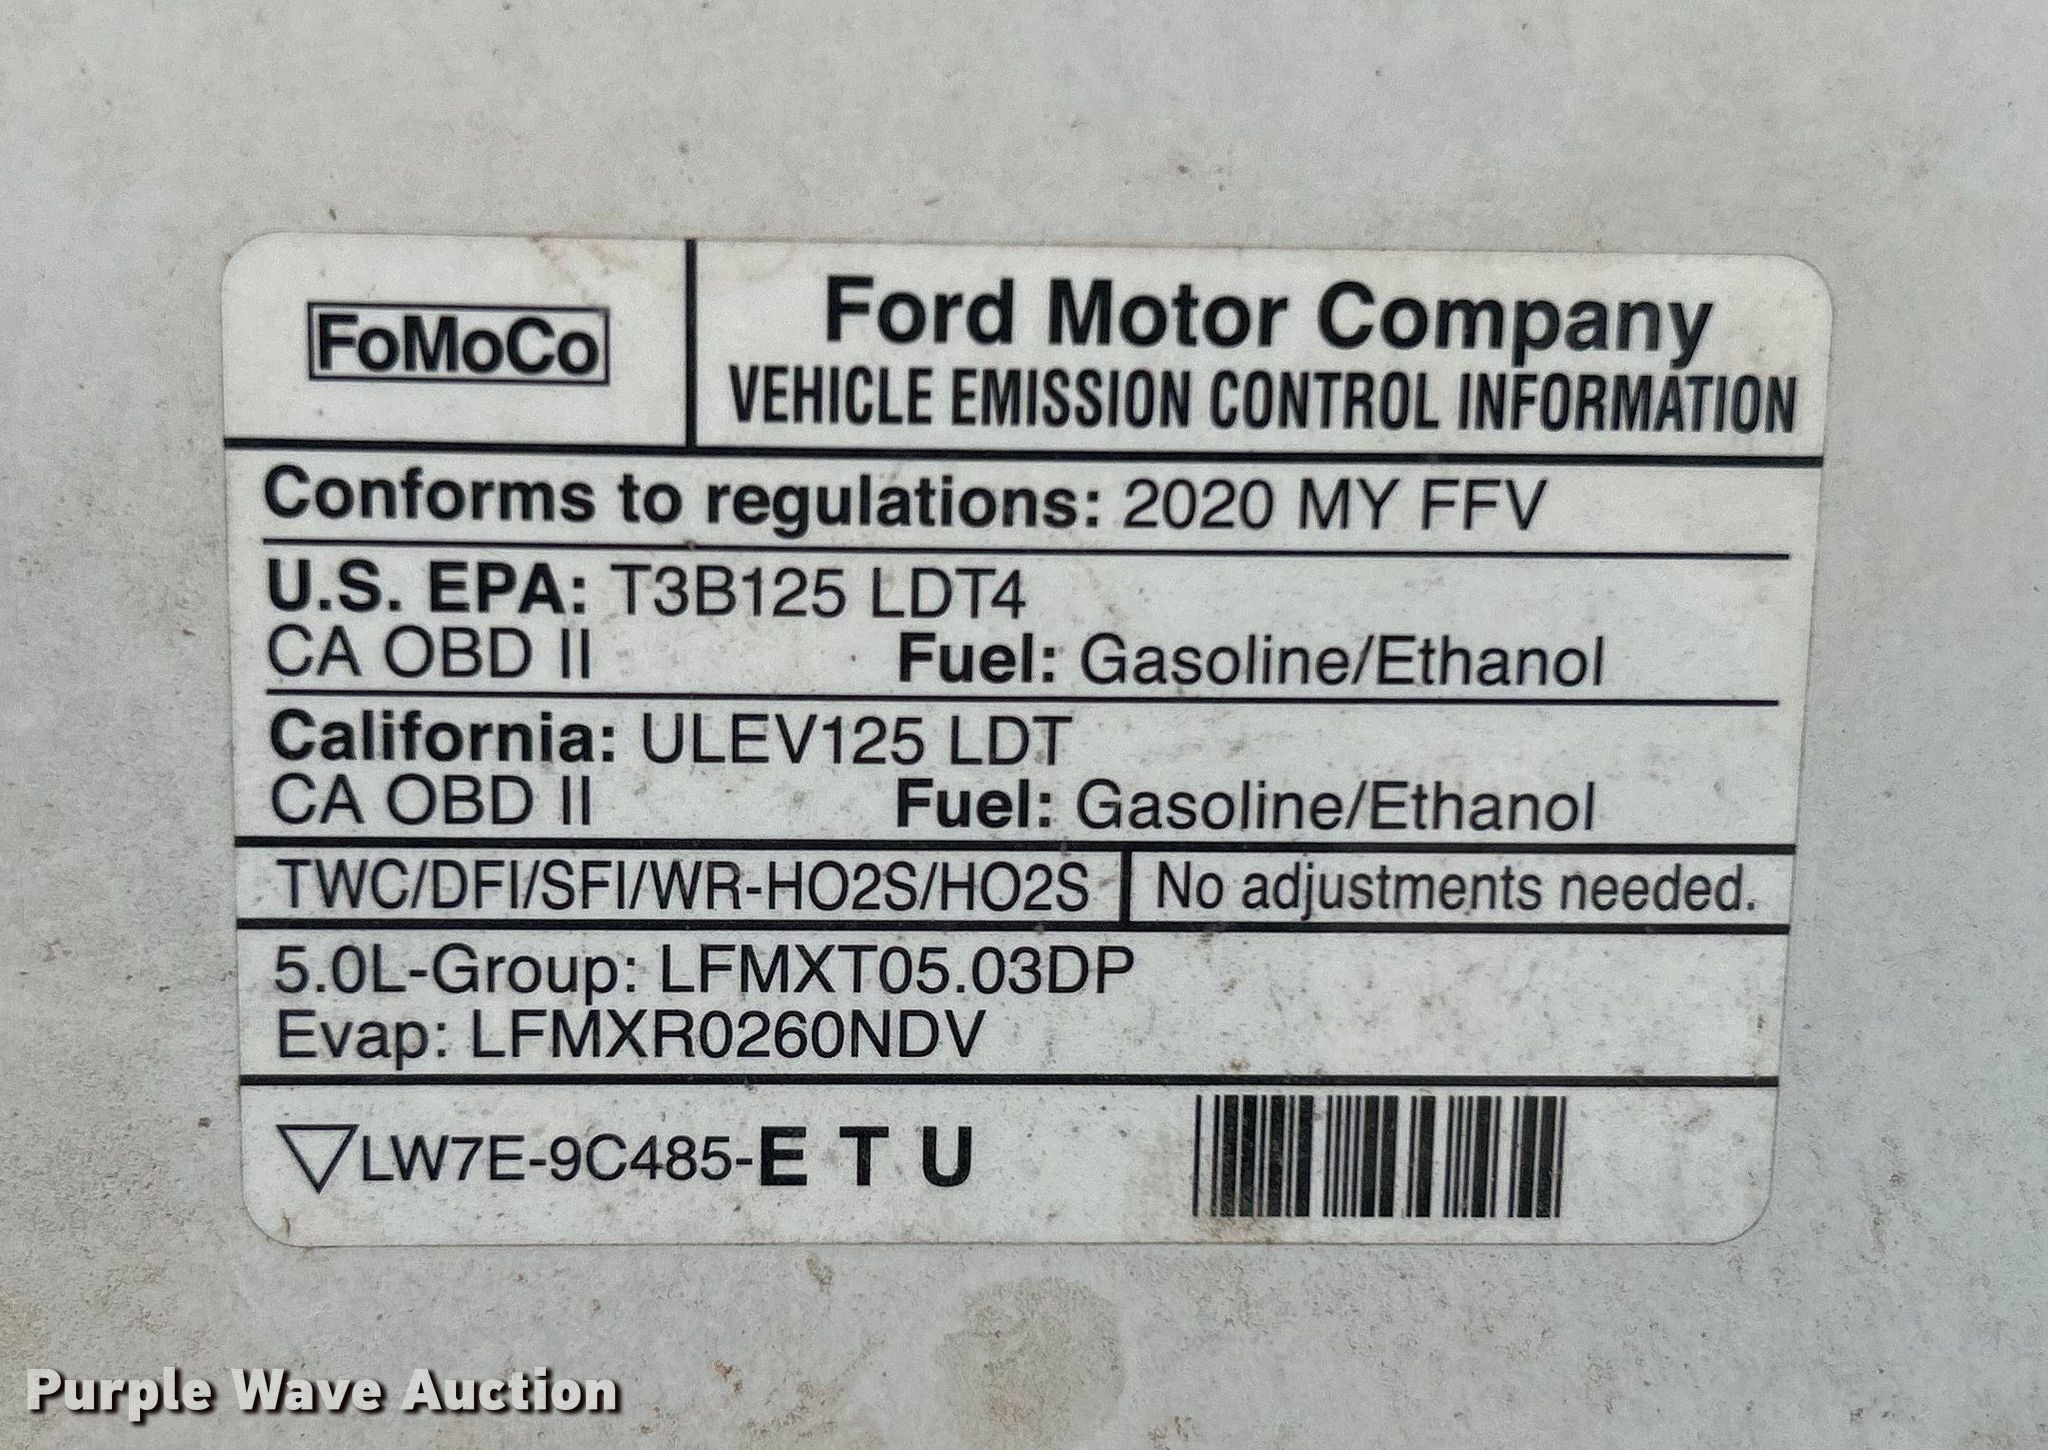 FoMoCo
Ford Motor Company
VEHICLE EMISSION CONTROL INFORMATION
Conforms to regulations: 2020 MY FFV
U.S. EPA: T3B125 LDT4
CA OBD II Fuel: Gasoline/Ethanol
California: ULEV125 LDT
CA OBD II Fuel: Gasoline/Ethanol
TWC/DFI/SFI/WR-HO2S/HO2S No adjustments needed.
5.0L-Group: LFMXT05.03DP
Evap: LFMXR0260NDV
LW7E-9C485-E T U
Purple Wave Auction